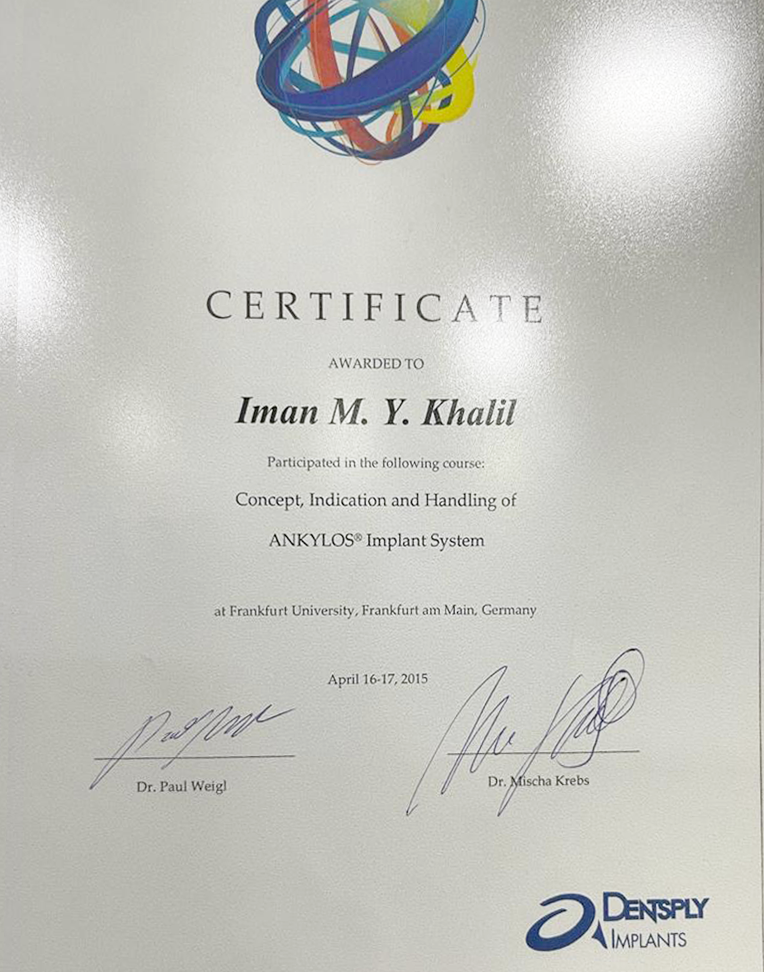 CERTIFICATE
AWARDED TO
Iman M. Y. Khalil
Participated in the following course:
Concept, Indication and Handling of
ANKYLOS® Implant System
at Frankfurt University, Frankfurt am Main, Germany
April 16-17, 2015
Dr. Paul Weigl
Dr. Mischa Krebs
DENTSPLY
IMPLANTS